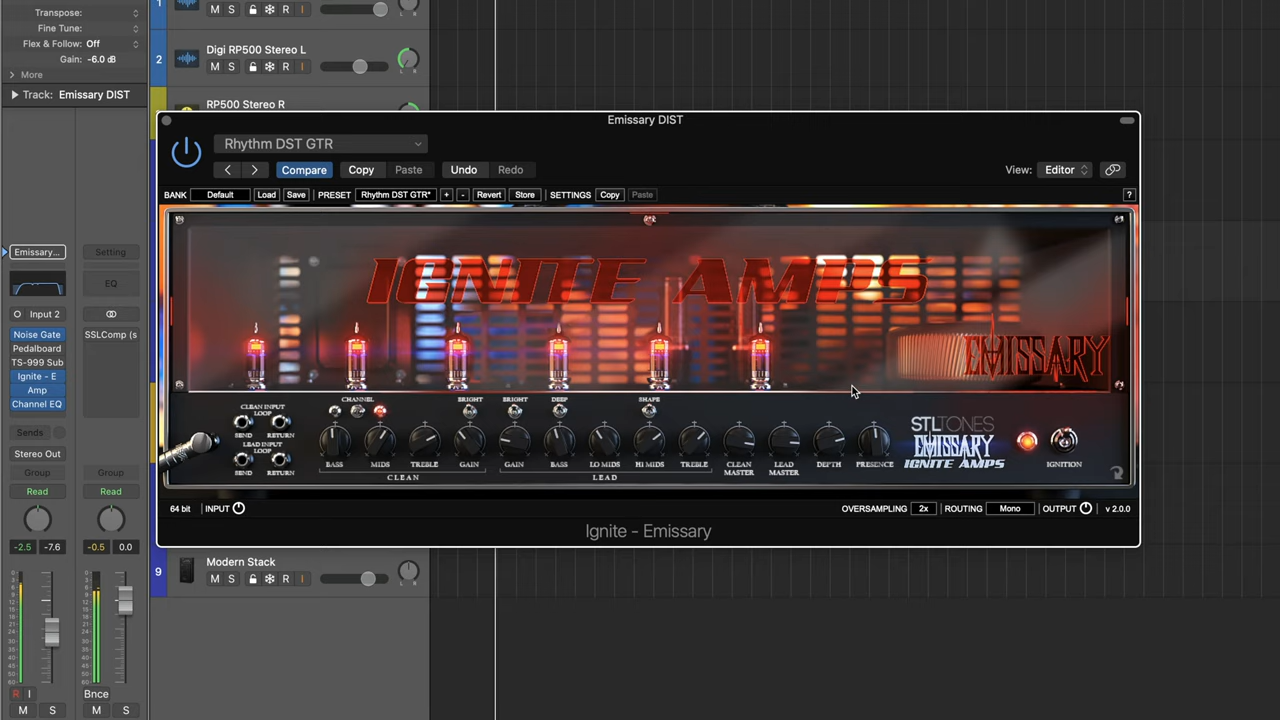 Transpose:
Fine Tune:
Flex & Follow: Off
Gain: -6.0 dB
More
Track: Emissary DIST
1
M S R I
2
Digi RP500 Stereo L
M S R I
L R
RP500 Stereo R
Emissary DIST
Rhythm DST GTR
Compare Copy Paste Undo Redo
View: Editor
BANK Default Load Save PRESET Rhythm DST GTR* + - Revert Store SETTINGS Copy Paste ?
IGNITE AMPS
EMISSARY
CLEAN INPUT LOOP
SEND RETURN
LEAD INPUT LOOP
SEND RETURN
CHANNEL BRIGHT BRIGHT DEEP SHAPE
BASS MIDS TREBLE GAIN GAIN BASS LO MIDS HI MIDS TREBLE CLEAN MASTER LEAD MASTER DEPTH PRESENCE
CLEAN LEAD
STL TONES
EMISSARY
IGNITE AMPS
IGNITION
64 bit INPUT OVERSAMPLING 2x ROUTING Mono OUTPUT v 2.0.0
Ignite - Emissary
9
Modern Stack
M S R I
L R
Emissary... Setting
EQ
Input 2
Noise Gate SSLComp (s
Pedalboard
TS-999 Sub
Ignite - E
Amp
Channel EQ
Sends
Stereo Out
Group Group
Read Read
-2.5 -7.6 -0.5 0.0
R I Bnce
M S M S